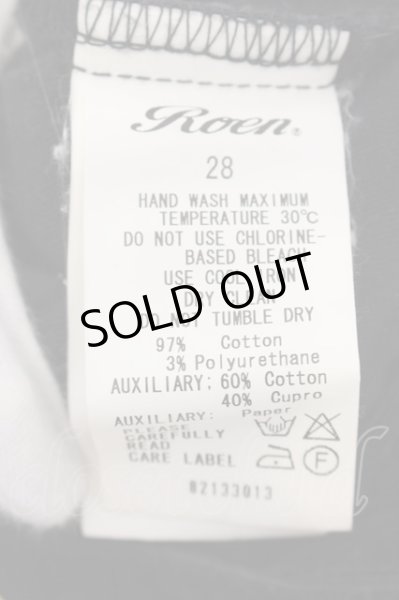 Roen®
28
HAND WASH MAXIMUM
TEMPERATURE 30℃
DO NOT USE CHLORINE-
BASED BLEACH
USE COOL IRON
DRY CLEAN
SOLD OUT
DO NOT TUMBLE DRY
97% Cotton
3% Polyurethane
AUXILIARY; 60% Cotton
40% Cupro
AUXILIARY: Paper
PLEASE
CAREFULLY
READ
CARE LABEL
F
82133013